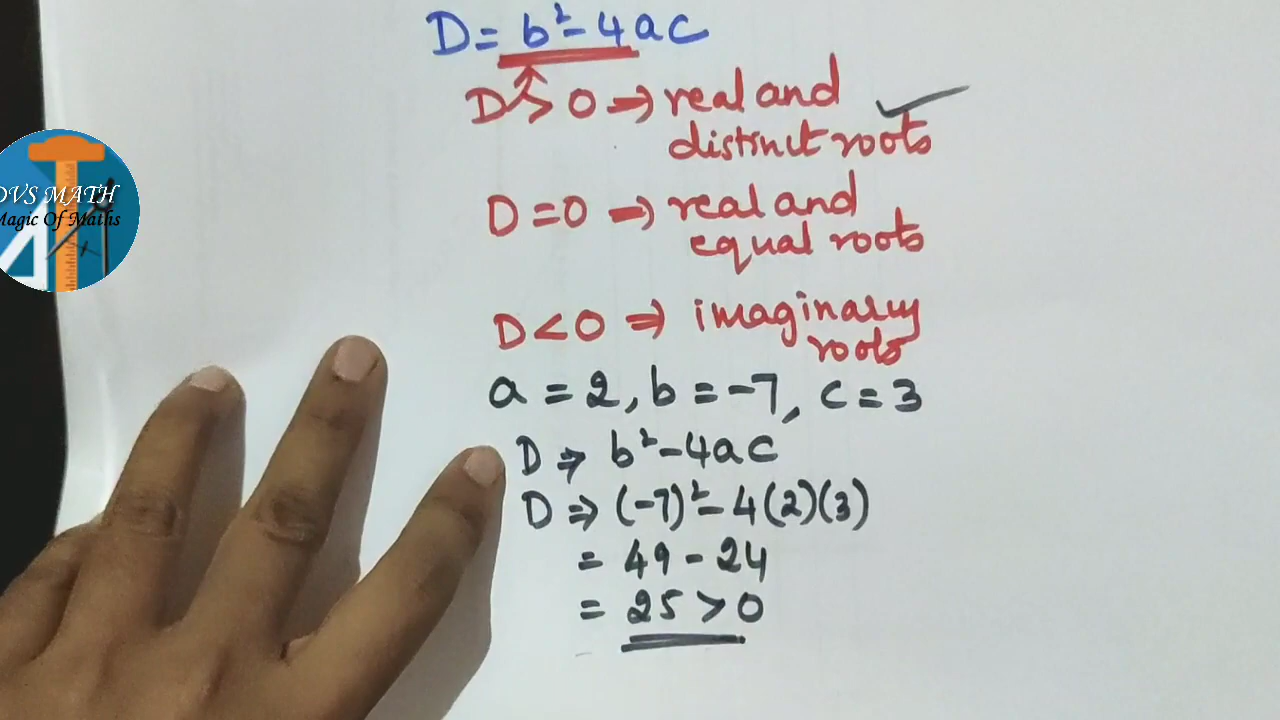 D = b² - 4ac
D > 0 ⇒ real and
distinct roots
D = 0 ⇒ real and
equal roots
D < 0 ⇒ imaginary
roots
a = 2, b = -7, c = 3
D ⇒ b² - 4ac
D ⇒ (-7)² - 4(2)(3)
= 49 - 24
= 25 > 0
DVS MATH
Magic Of Maths